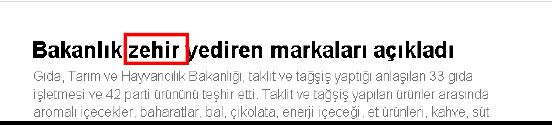 Bakanlık zehir yediren markaları açıkladı
Gıda, Tarım ve Hayvancılık Bakanlığı, taklit ve tağşiş yaptığı anlaşılan 33 gıda
işletmesi ve 42 parti ürününü teşhir etti. Taklit ve tağşiş yapılan ürünler arasında
aromalı içecekler, baharatlar, bal, çikolata, enerji içeceği, et ürünleri, kahve, süt